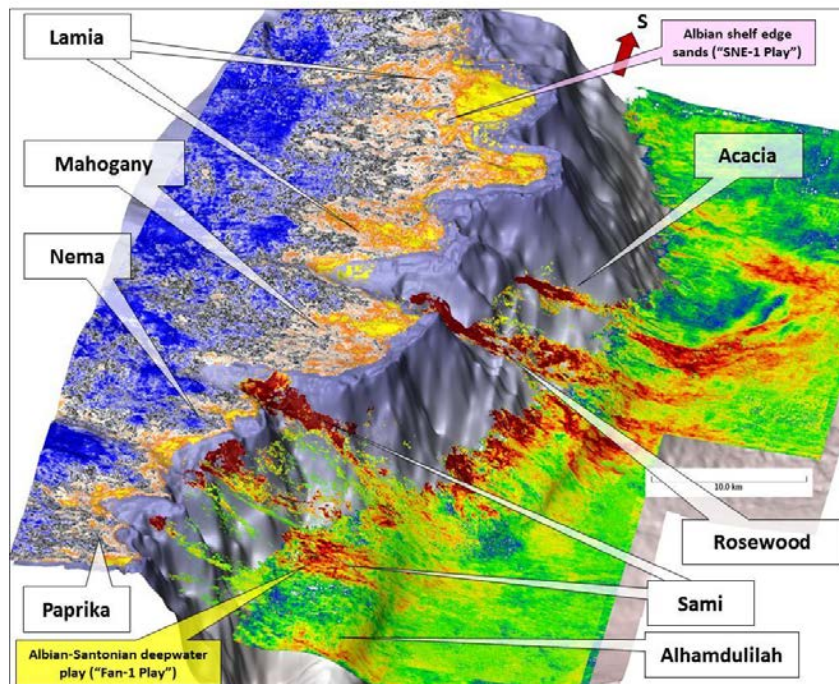 Lamia
S
Albian shelf edge
sands ("SNE-1 Play")
Mahogany
Acacia
Nema
10.0 km
Rosewood
Paprika
Sami
Albian-Santonian deepwater
play ("Fan-1 Play")
Alhamdulilah